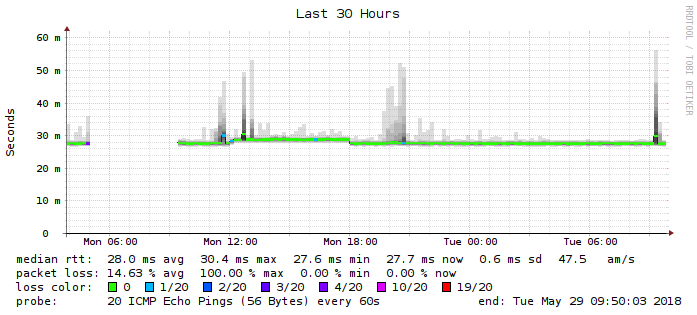 Last 30 Hours
RRDTOOL / TOBI OETIKER
Seconds
60 m
50 m
40 m
30 m
20 m
10 m
0
Mon 06:00 Mon 12:00 Mon 18:00 Tue 00:00 Tue 06:00
median rtt: 28.0 ms avg 30.4 ms max 27.6 ms min 27.7 ms now 0.6 ms sd 47.5 am/s
packet loss: 14.63 % avg 100.00 % max 0.00 % min 0.00 % now
loss color: 0 1/20 2/20 3/20 4/20 10/20 19/20
probe: 20 ICMP Echo Pings (56 Bytes) every 60s end: Tue May 29 09:50:03 2018